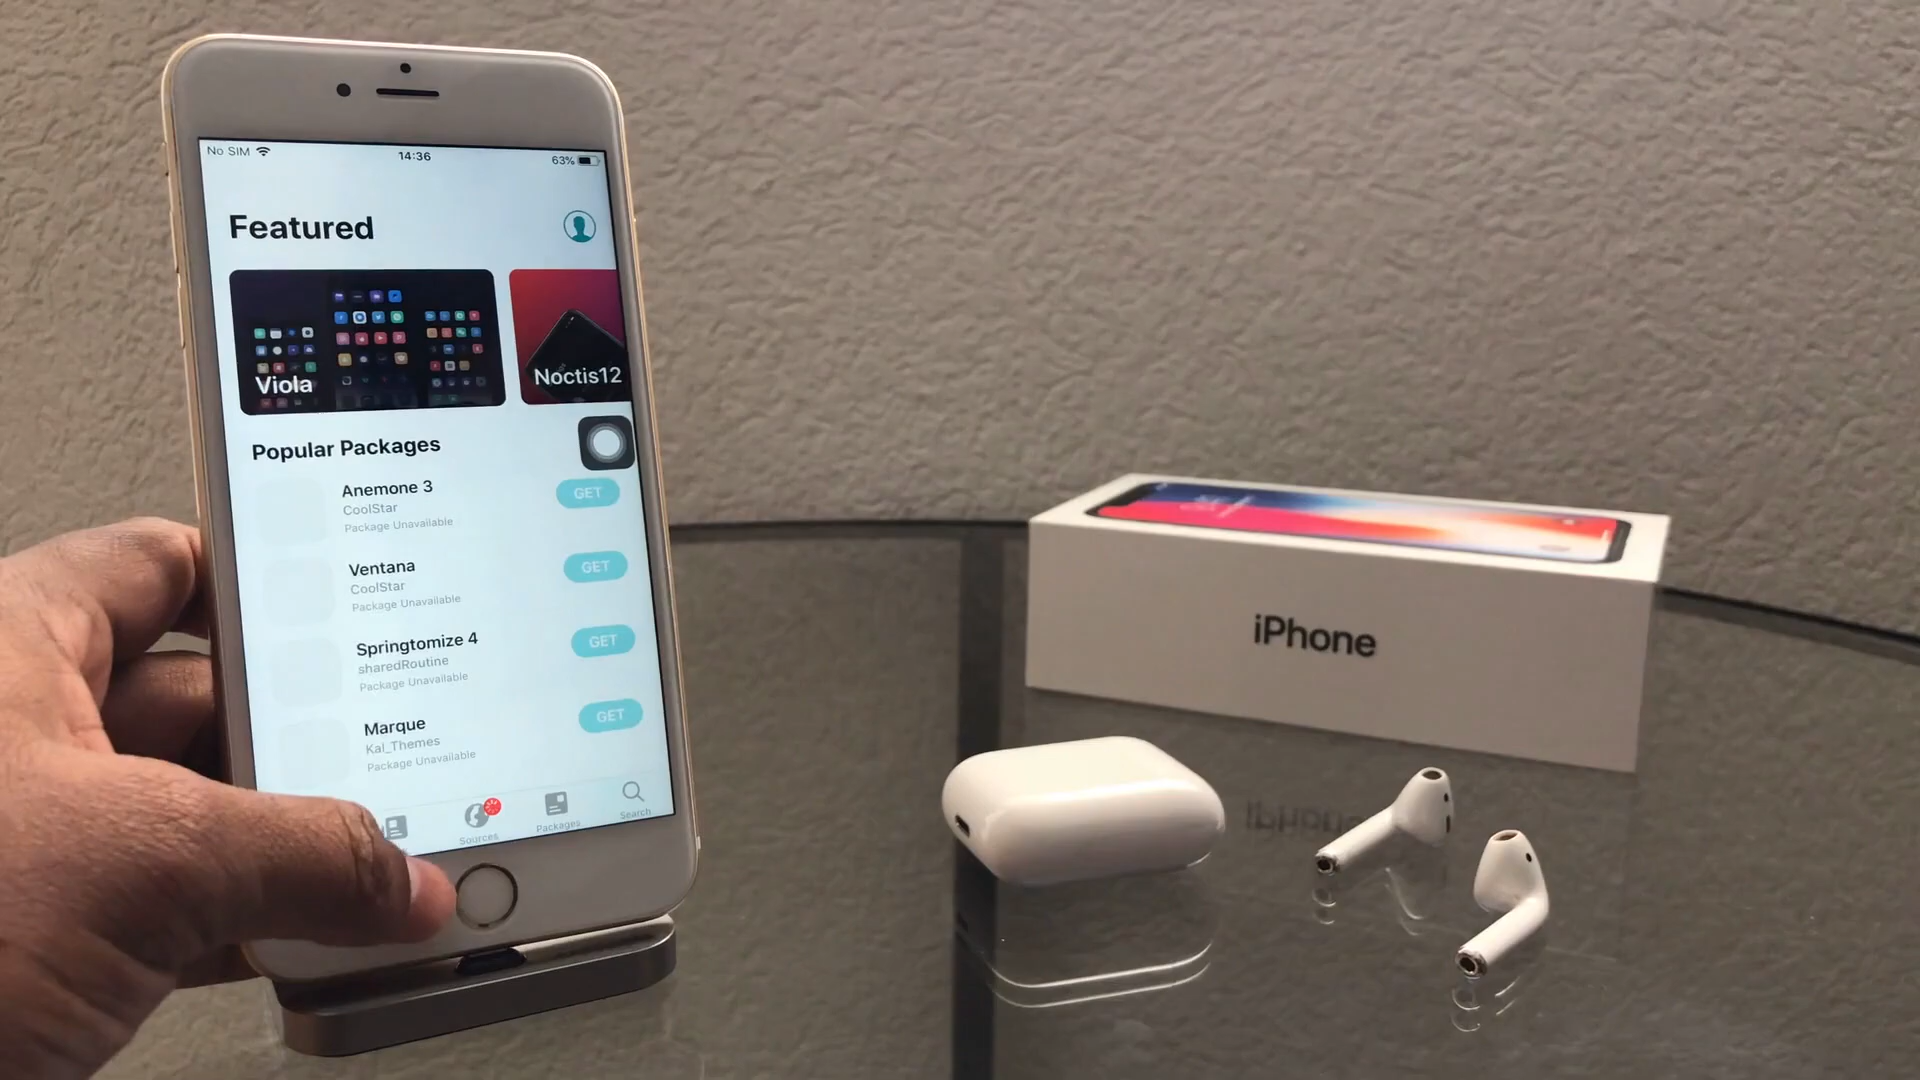 No SIM
14:36
63%
Featured
Viola
Noctis12
Popular Packages
Anemone 3
CoolStar
Package Unavailable
GET
Ventana
CoolStar
Package Unavailable
GET
Springtomize 4
sharedRoutine
Package Unavailable
GET
Marque
Kal_Themes
Package Unavailable
GET
Sources
Packages
Search
iPhone